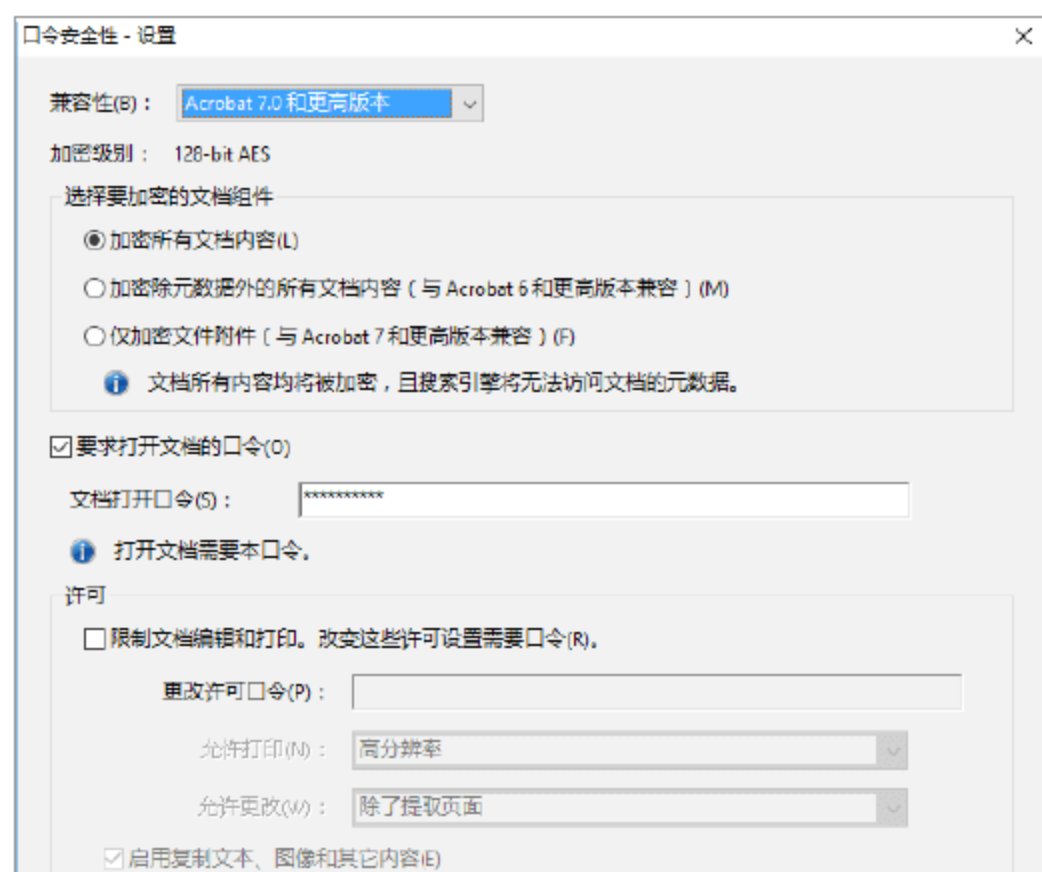 口令安全性 - 设置
兼容性(B)： Acrobat 7.0 和更高版本
加密级别： 128-bit AES
选择要加密的文档组件
加密所有文档内容(L)
加密除元数据外的所有文档内容（与 Acrobat 6 和更高版本兼容）(M)
仅加密文件附件（与 Acrobat 7 和更高版本兼容）(F)
文档所有内容均将被加密，且搜索引擎将无法访问文档的元数据。
要求打开文档的口令(O)
文档打开口令(S)： **********
打开文档需要本口令。
许可
限制文档编辑和打印。改变这些许可设置需要口令(R)。
更改许可口令(P)：
允许打印(N)： 高分辨率
允许更改(W)： 除了提取页面
启用复制文本、图像和其它内容(E)